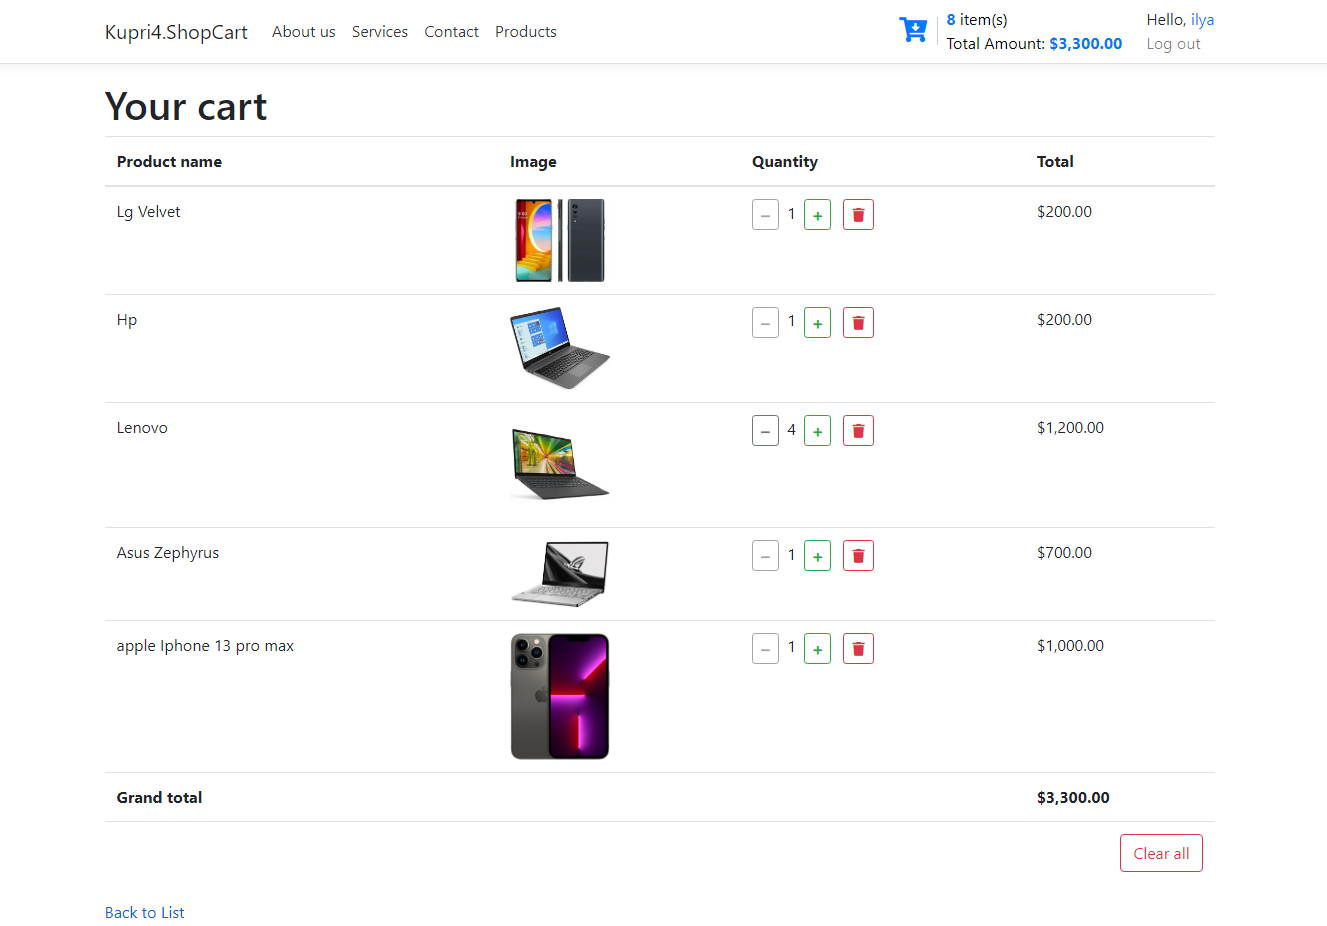 Kupri4.ShopCart About us Services Contact Products
8 item(s)
Total Amount: $3,300.00
Hello, ilya
Log out
Your cart
Product name Image Quantity Total
Lg Velvet − 1 + $200.00
Hp − 1 + $200.00
Lenovo − 4 + $1,200.00
Asus Zephyrus − 1 + $700.00
apple Iphone 13 pro max − 1 + $1,000.00
Grand total $3,300.00
Clear all
Back to List